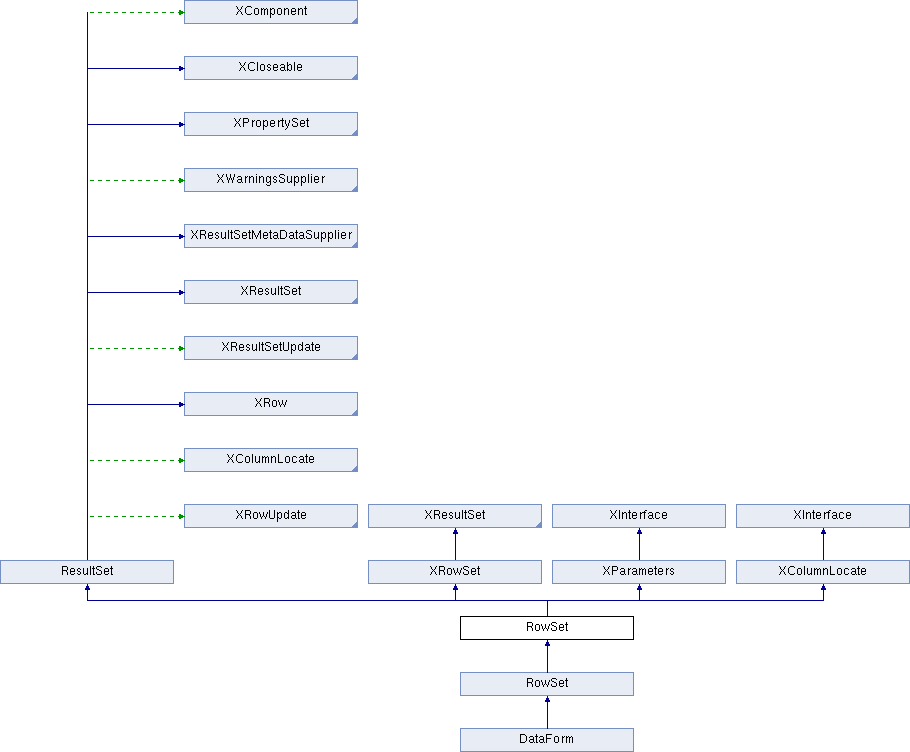 XComponent
XCloseable
XPropertySet
XWarningsSupplier
XResultSetMetaDataSupplier
XResultSet
XResultSetUpdate
XRow
XColumnLocate
XRowUpdate XResultSet XInterface XInterface
ResultSet XRowSet XParameters XColumnLocate
RowSet
RowSet
DataForm